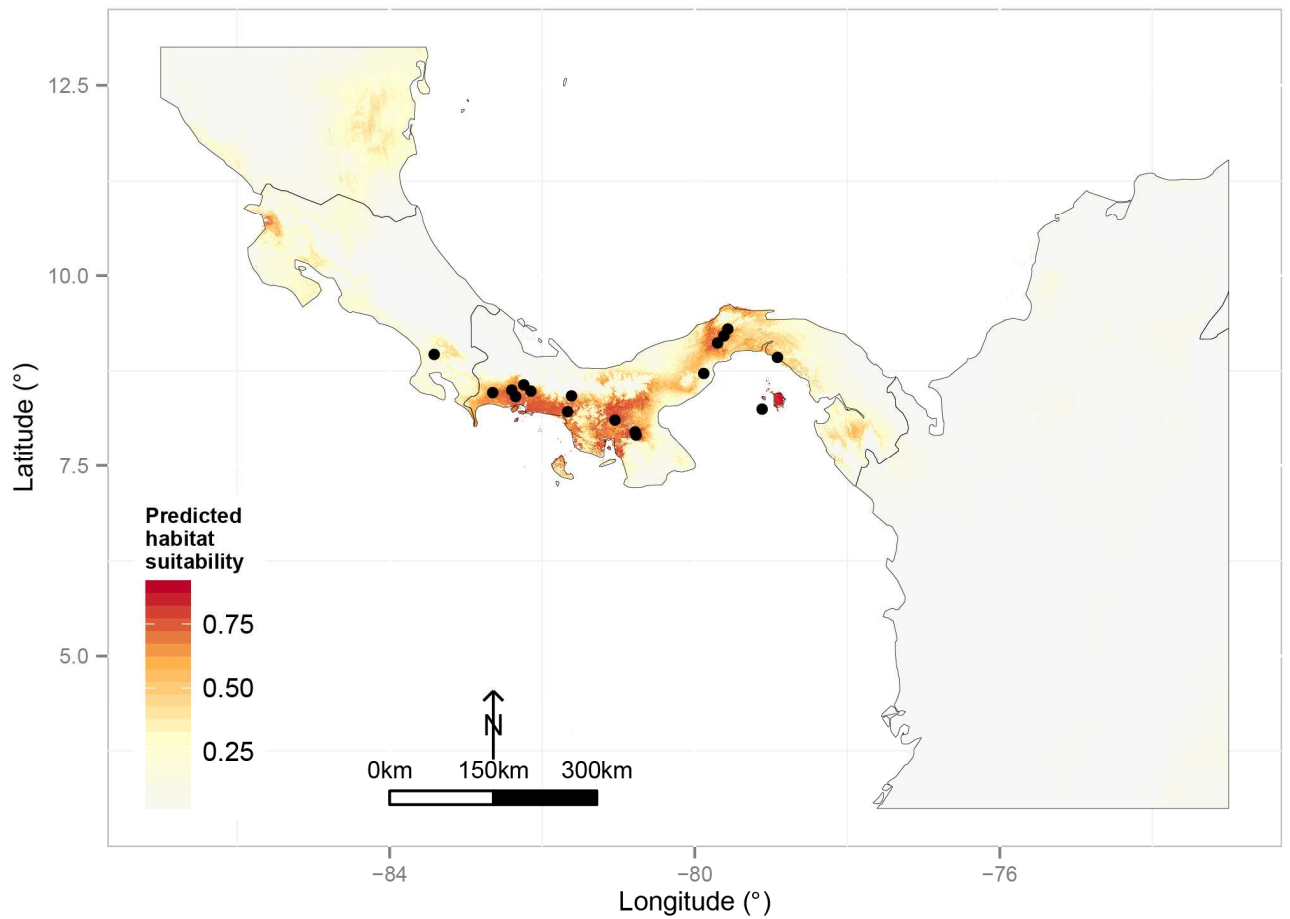 12.5
10.0
7.5
5.0
Latitude (°)
Predicted
habitat
suitability
0.75
0.50
0.25
N
0km 150km 300km
−84 −80 −76
Longitude (°)